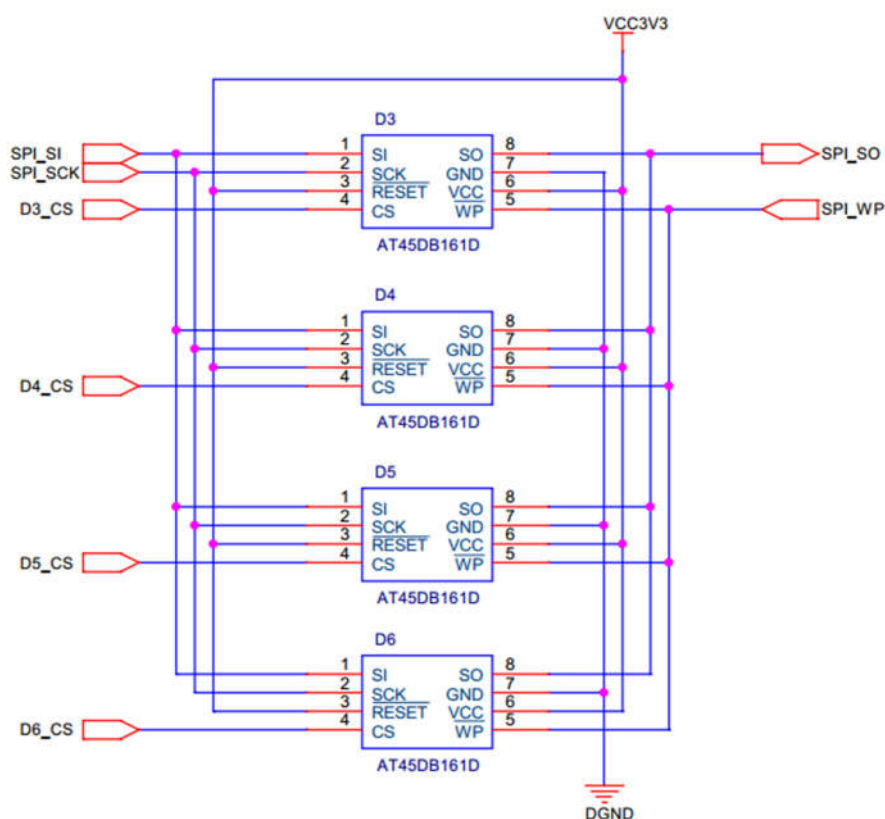 VCC3V3
D3
SPI_SI 1 SI SO 8 SPI_SO
SPI_SCK 2 SCK GND 7
3 RESET VCC 6
D3_CS 4 CS WP 5 SPI_WP
AT45DB161D
D4
1 SI SO 8
2 SCK GND 7
3 RESET VCC 6
D4_CS 4 CS WP 5
AT45DB161D
D5
1 SI SO 8
2 SCK GND 7
3 RESET VCC 6
D5_CS 4 CS WP 5
AT45DB161D
D6
1 SI SO 8
2 SCK GND 7
3 RESET VCC 6
D6_CS 4 CS WP 5
AT45DB161D
DGND